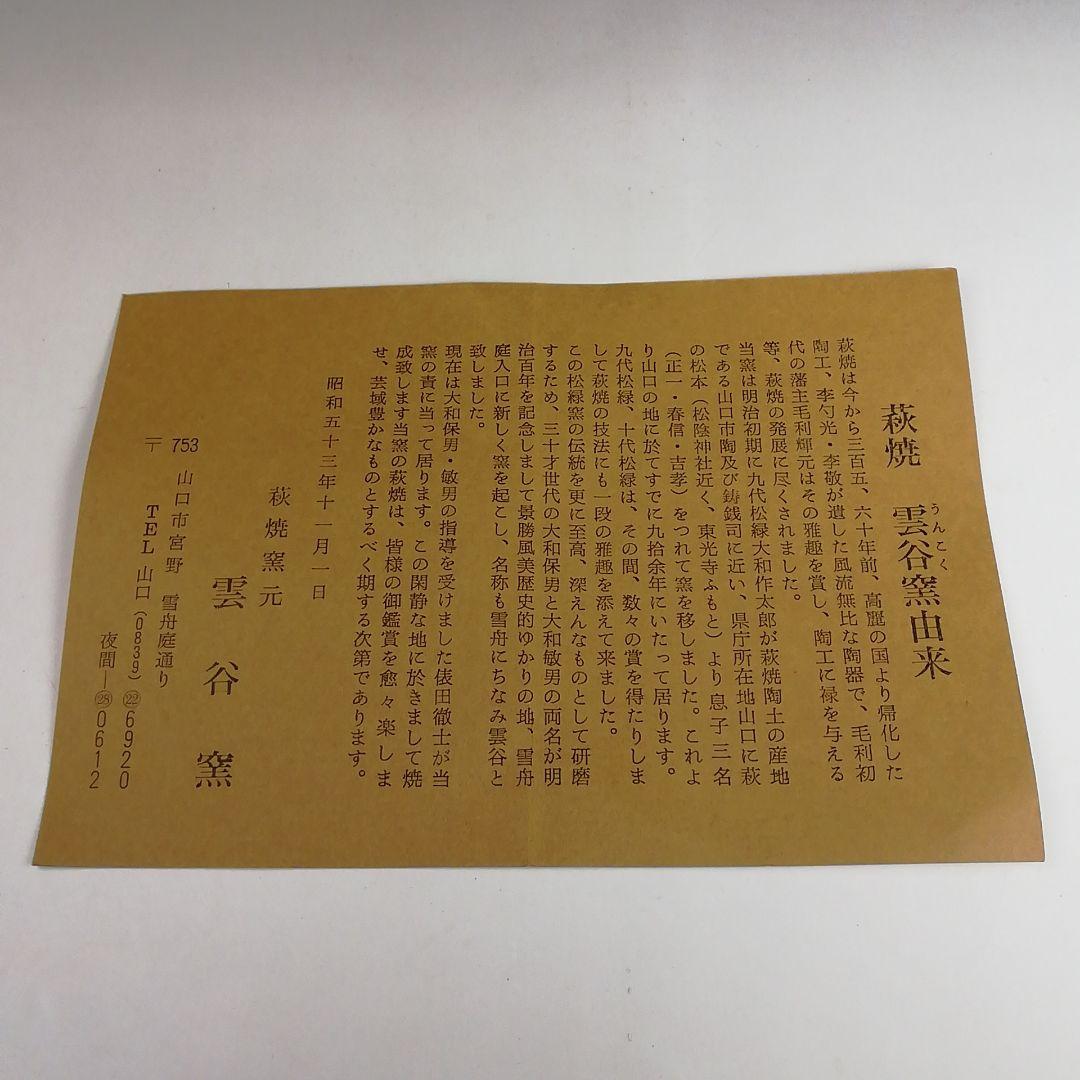 萩焼 雲谷窯由来
うんこく
萩焼は今から三百五、六十年前、高麗の国より帰化した
陶工、李勺光・李敬が遺した風流無比な陶器で、毛利初
代の藩主毛利輝元はその雅趣を賞し、陶工に禄を与える
等、萩焼の発展に尽くされました。
当窯は明治初期に九代松緑大和作太郎が萩焼陶土の産地
である山口市陶及び鋳銭司に近い、県庁所在地山口に萩
の松本(松陰神社近く、東光寺ふもと)より息子三名
(正一・春信・吉孝)をつれて窯を移しました。これよ
り山口の地に於てすでに九拾余年にいたって居ります。
九代松緑、十代松緑は、その間、数々の賞を得たりしま
して萩焼の技法にも一段の雅趣を添えて来ました。
この松緑窯の伝統を更に至高、深えんなものとして研磨
するため、三十才世代の大和保男と大和敏男の両名が明
治百年を記念しまして景勝風美歴史的ゆかりの地、雪舟
庭入口に新しく窯を起こし、名称も雪舟にちなみ雲谷と
致しました。
現在は大和保男・敏男の指導を受けました俵田徹士が当
窯の責に当って居ります。この閑静な地に於きまして焼
成致します当窯の萩焼は、皆様の御鑑賞を愈々楽しま
せ、芸域豊かなものとするべく期する次第であります。
昭和五十三年十一月一日
萩焼窯元
雲谷窯
〒753 山口市宮野 雪舟庭通り
TEL 山口(0839)㉒6920
夜間ー㉘0612